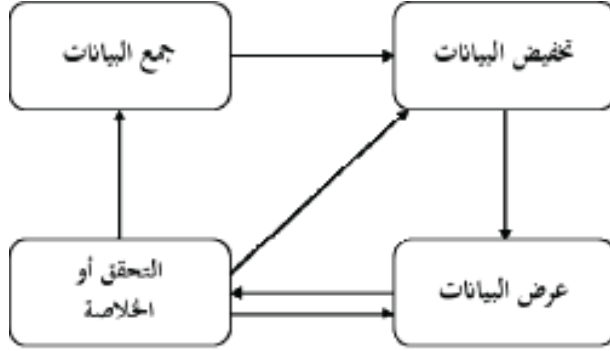 جمع البيانات
تخفيض البيانات
التحقق أو
الخلاصة
عرض البيانات